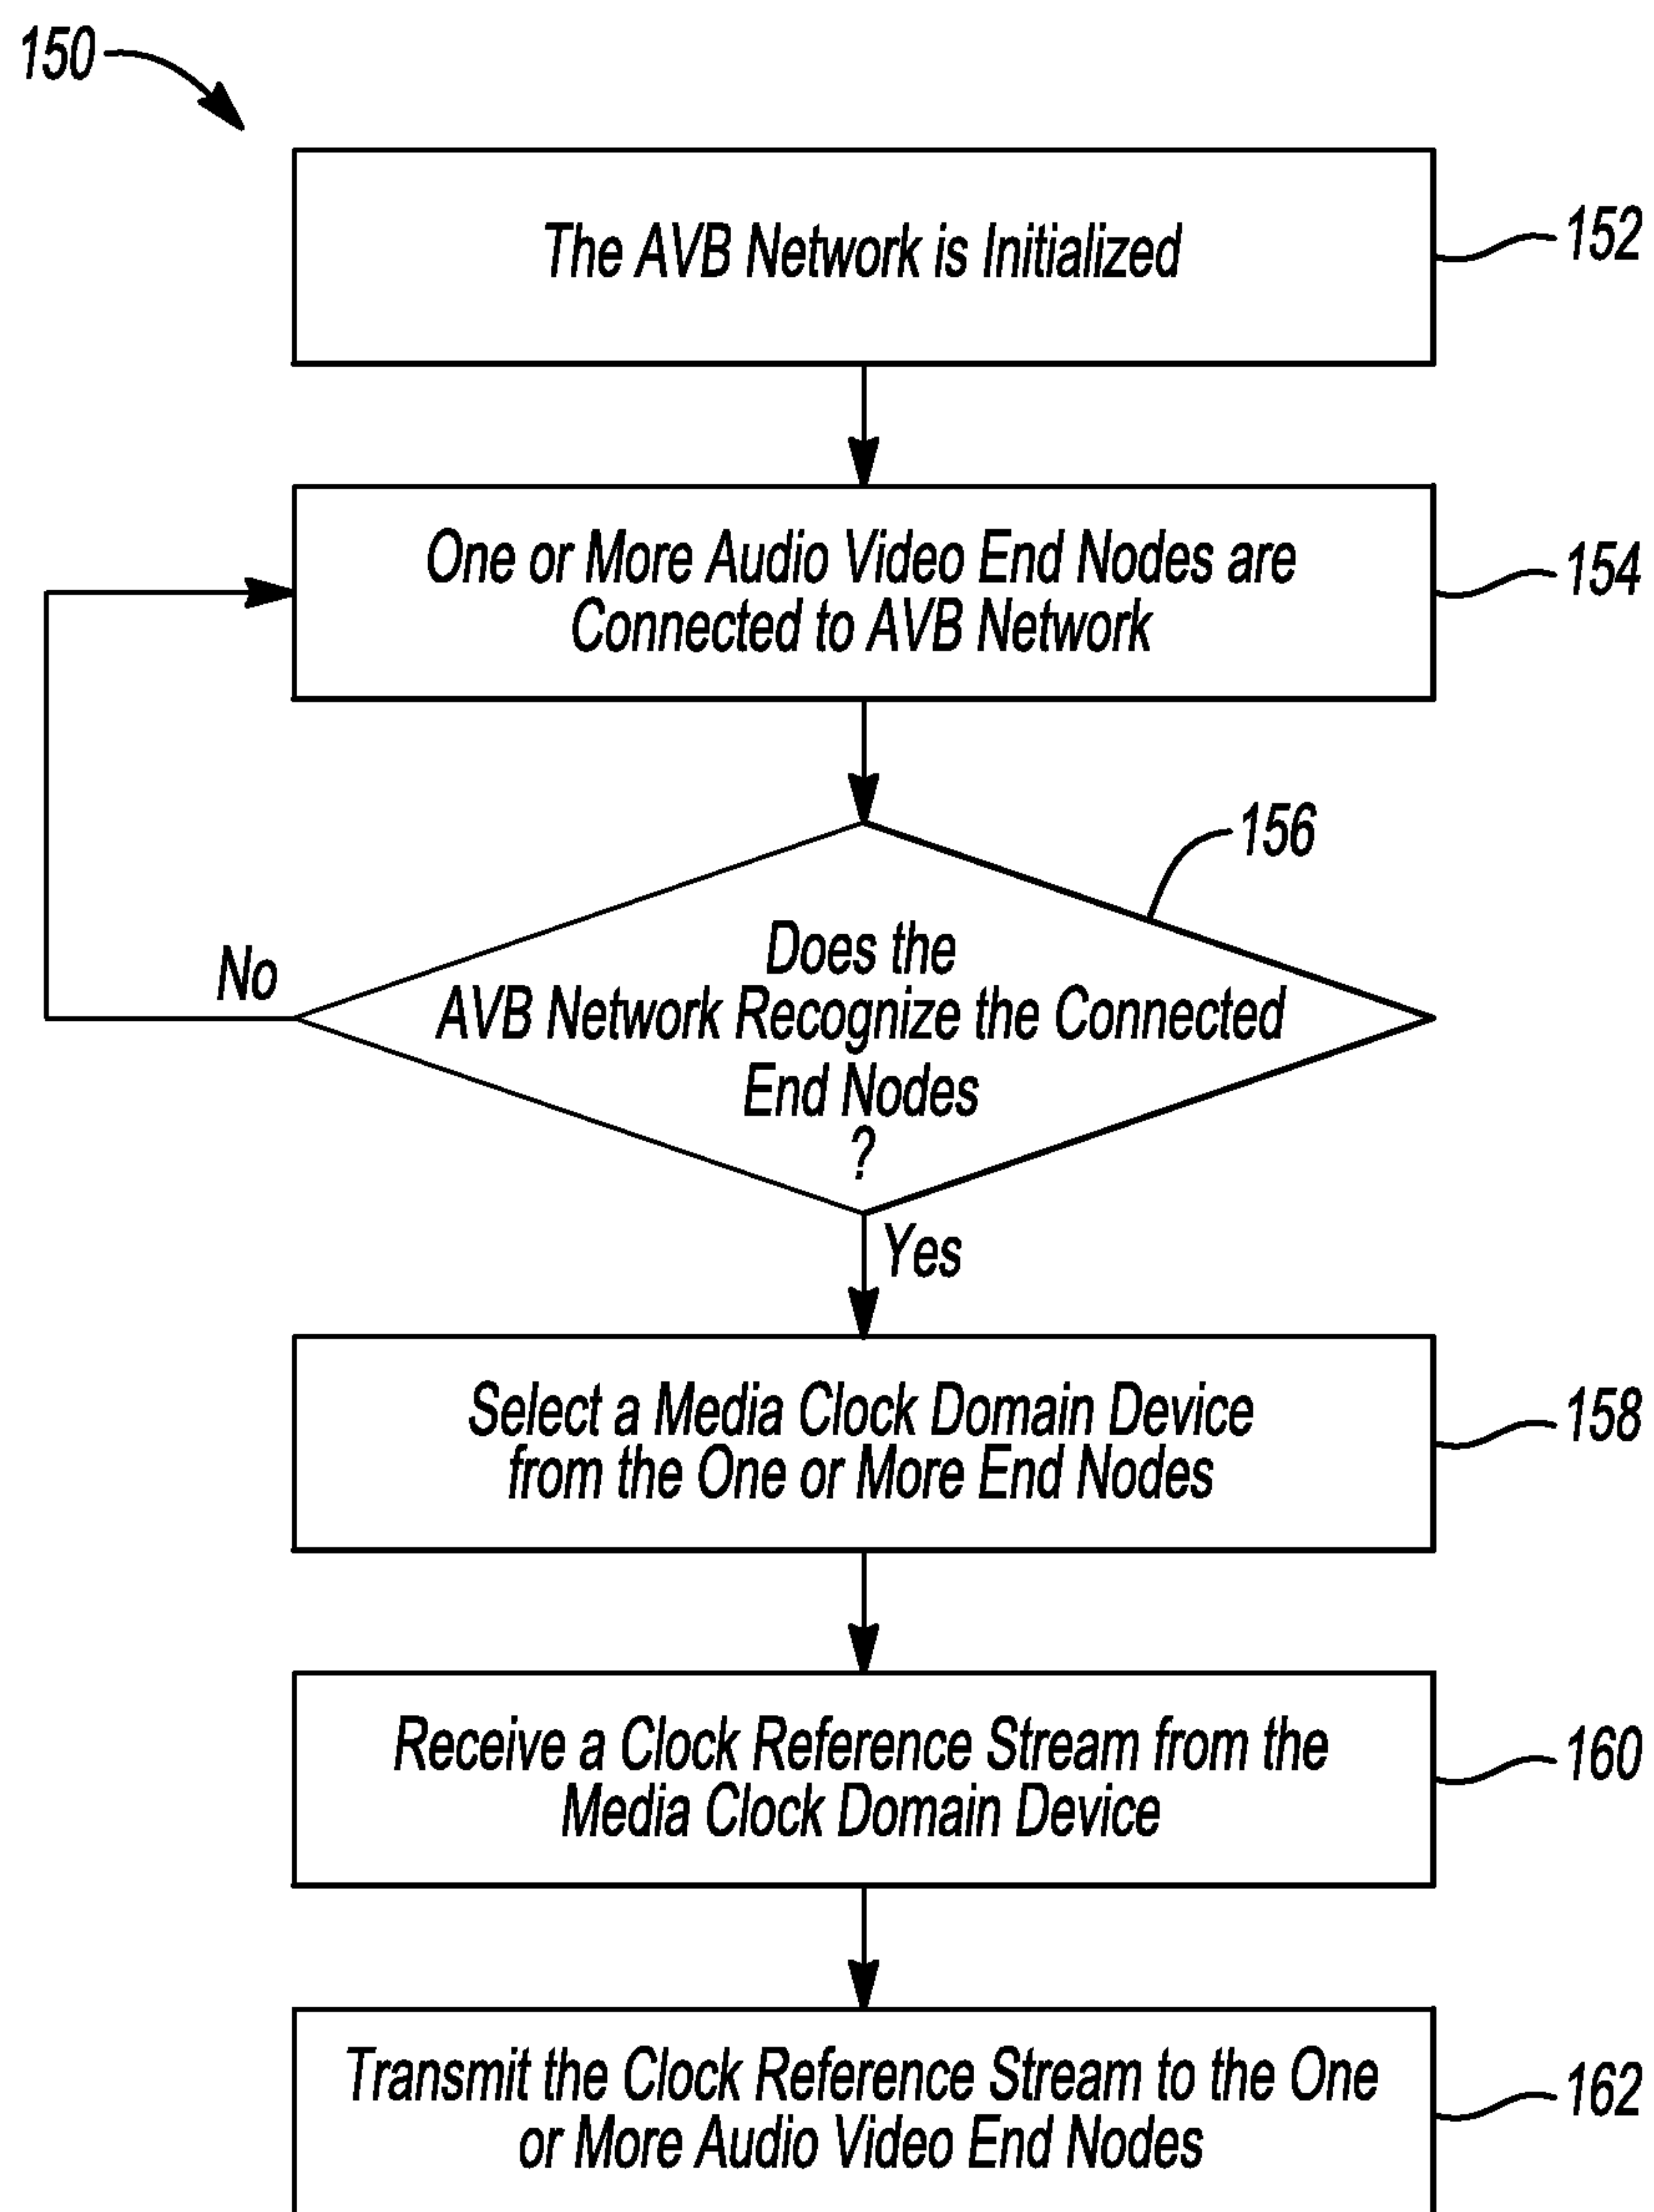 150
The AVB Network is Initialized
152
One or More Audio Video End Nodes are
Connected to AVB Network
154
156
Does the
AVB Network Recognize the Connected
End Nodes
?
No
Yes
Select a Media Clock Domain Device
from the One or More End Nodes
158
Receive a Clock Reference Stream from the
Media Clock Domain Device
160
Transmit the Clock Reference Stream to the One
or More Audio Video End Nodes
162